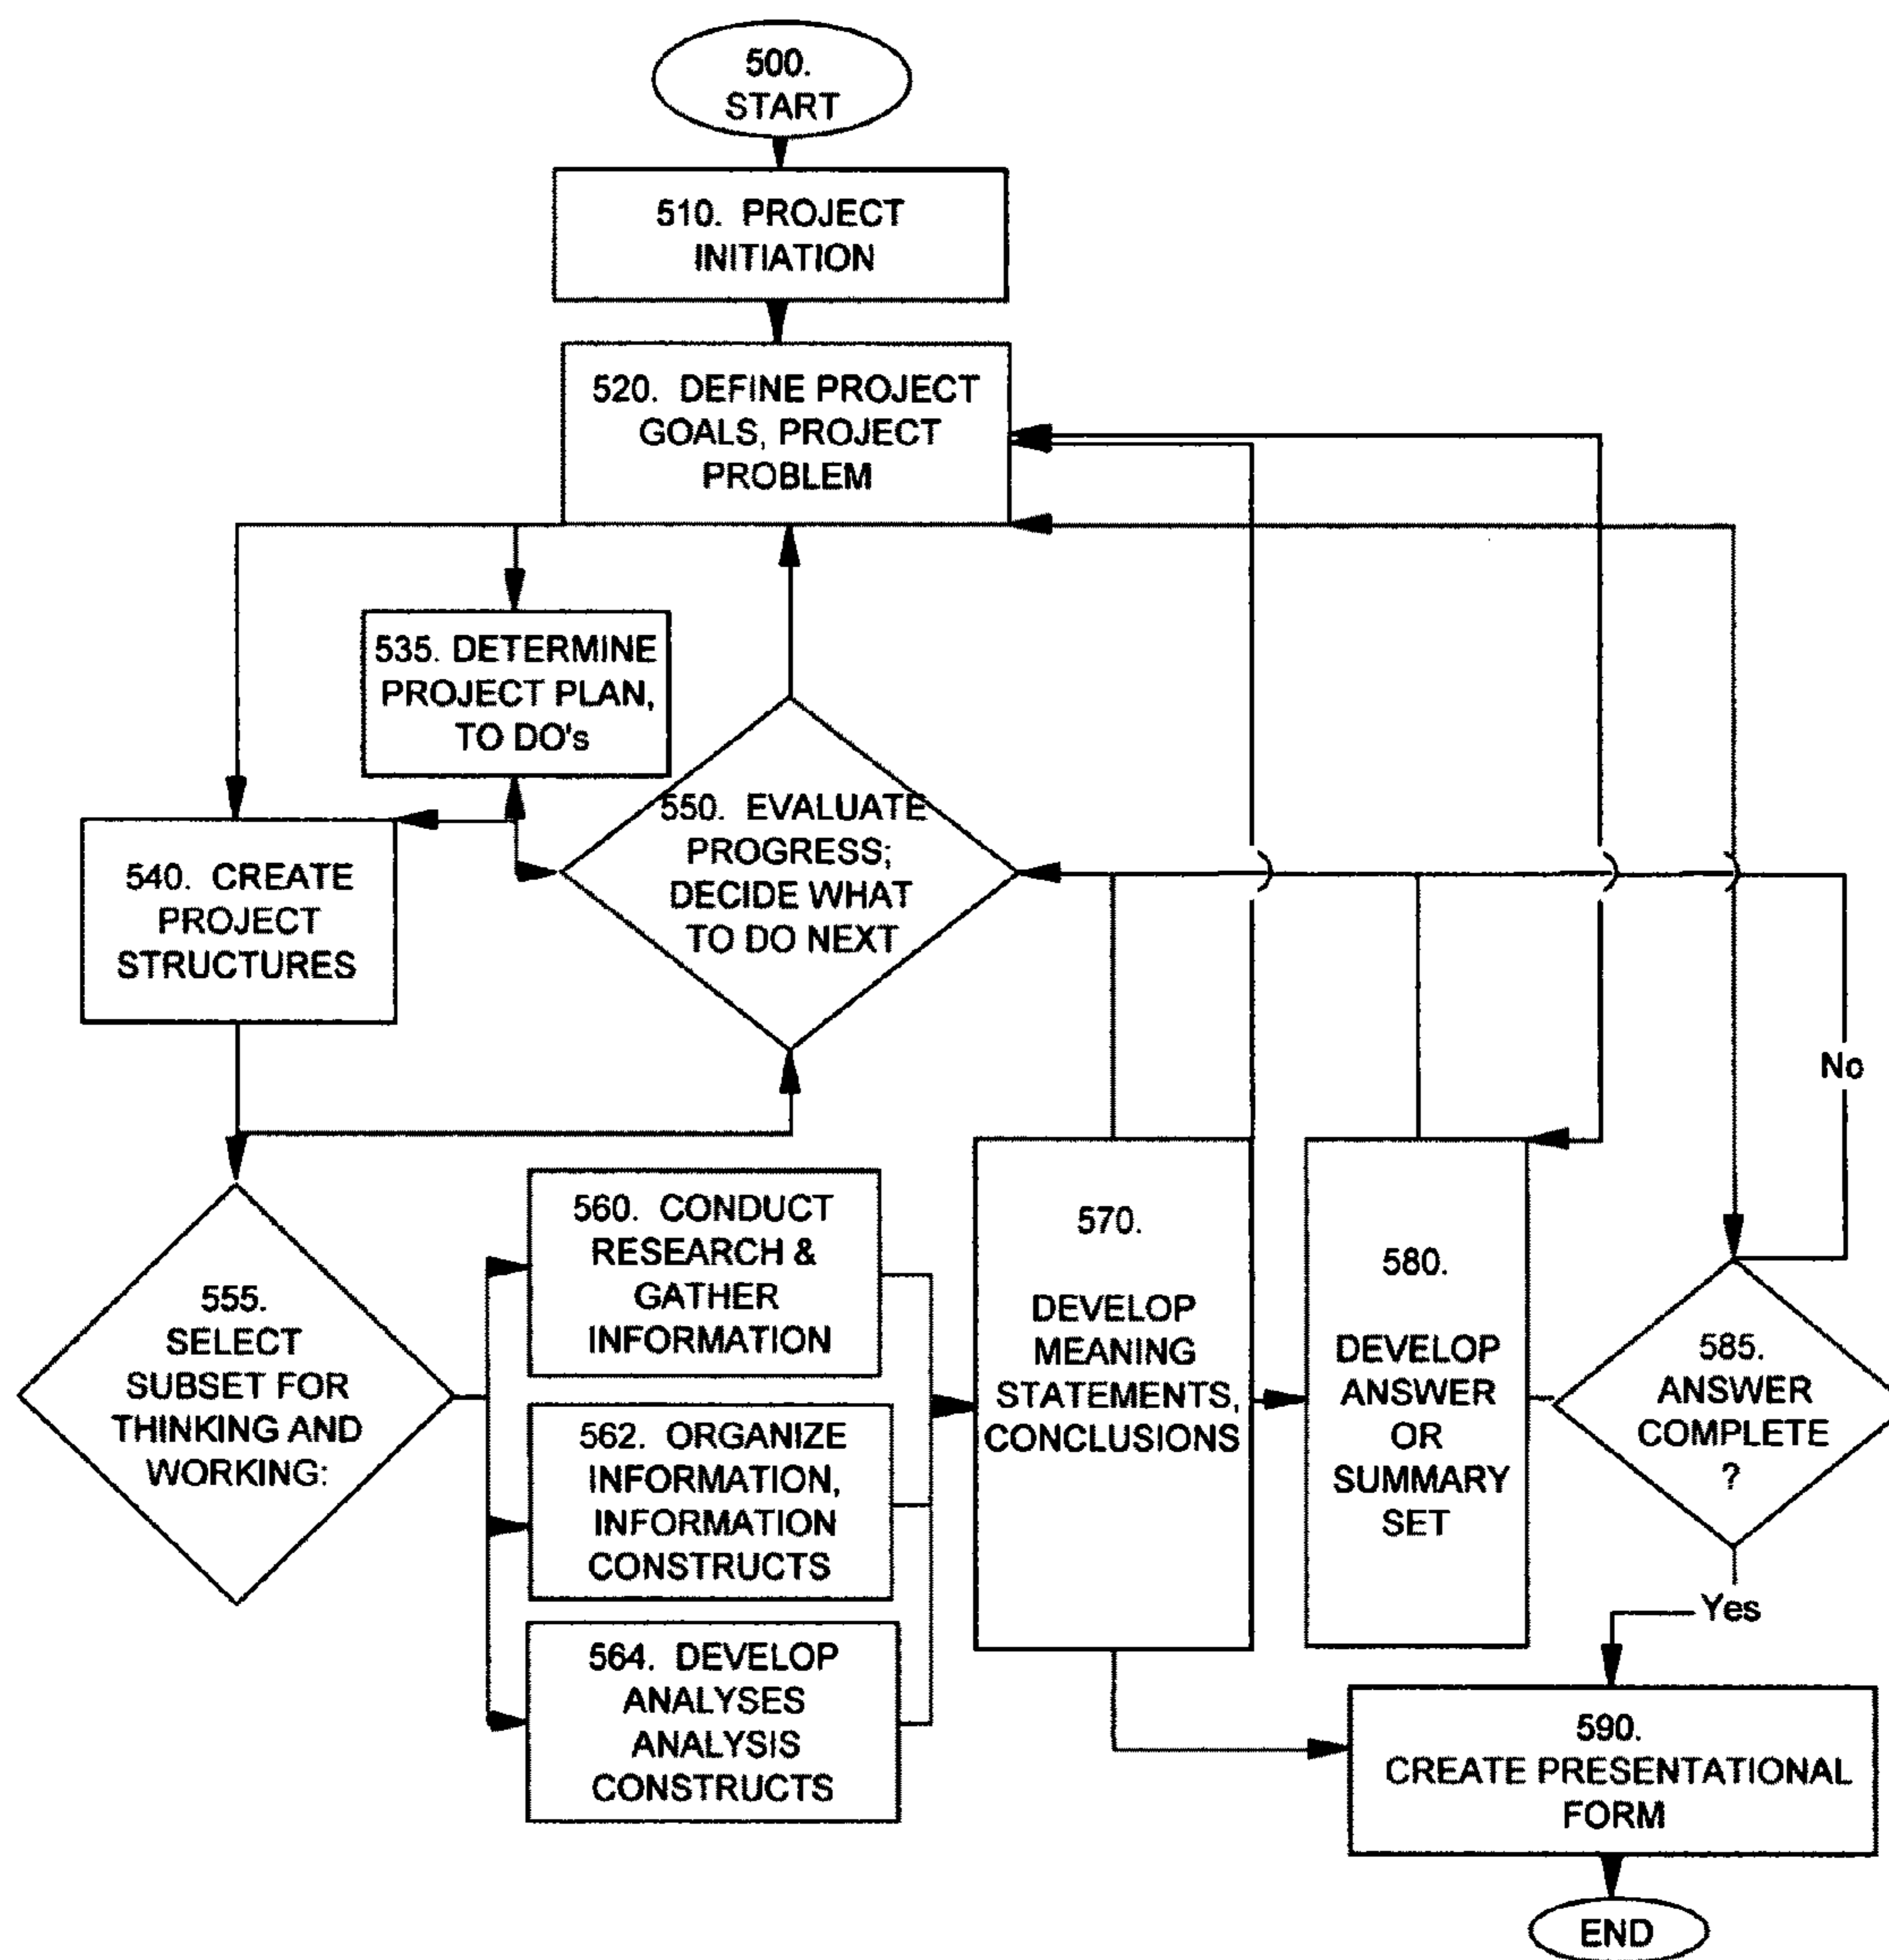 500.
START
510. PROJECT
INITIATION
520. DEFINE PROJECT
GOALS, PROJECT
PROBLEM
535. DETERMINE
PROJECT PLAN,
TO DO's
550. EVALUATE
PROGRESS;
DECIDE WHAT
TO DO NEXT
540. CREATE
PROJECT
STRUCTURES
No
555.
SELECT
SUBSET FOR
THINKING AND
WORKING:
560. CONDUCT
RESEARCH &
GATHER
INFORMATION
562. ORGANIZE
INFORMATION,
INFORMATION
CONSTRUCTS
564. DEVELOP
ANALYSES
ANALYSIS
CONSTRUCTS
570.
DEVELOP
MEANING
STATEMENTS,
CONCLUSIONS
580.
DEVELOP
ANSWER
OR
SUMMARY
SET
585.
ANSWER
COMPLETE
?
Yes
590.
CREATE PRESENTATIONAL
FORM
END